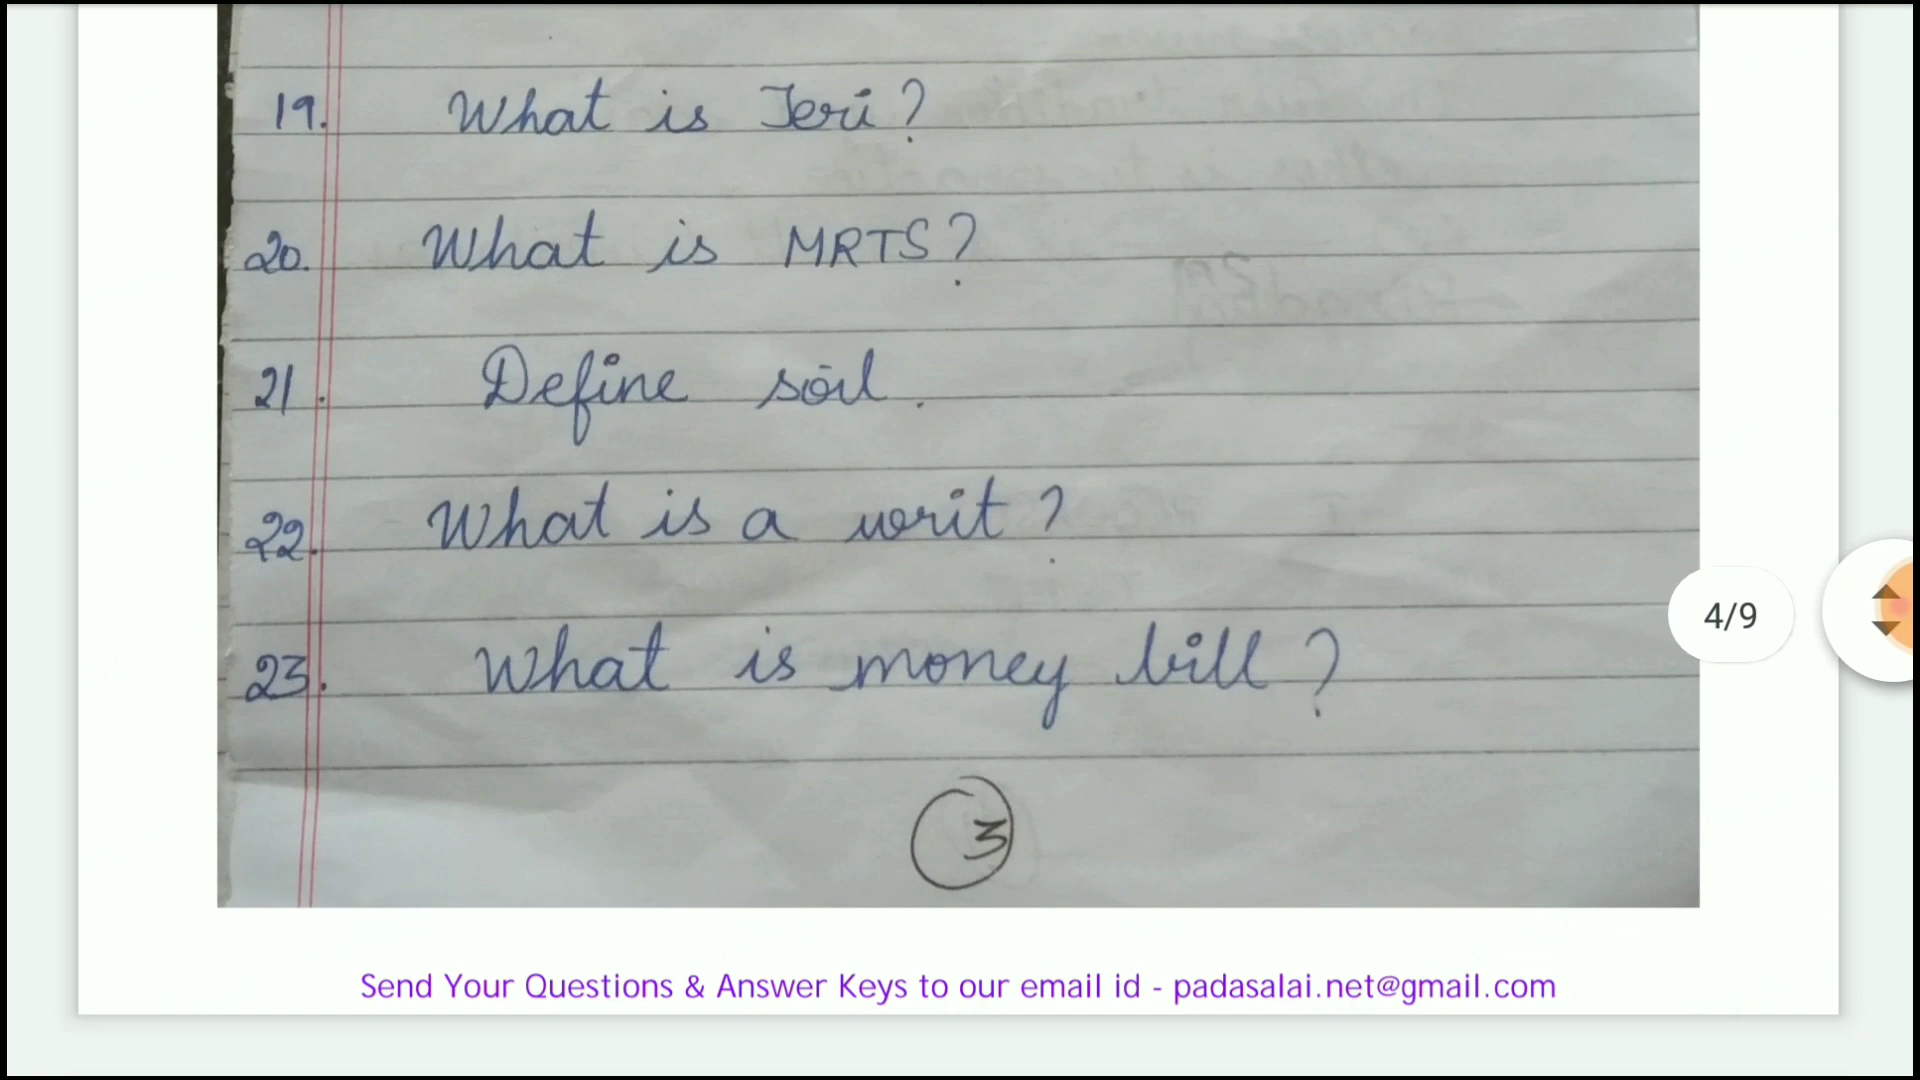 19. What is Teri?
20. What is MRTS?
21. Define soil.
22. What is a writ?
23. What is money bill?
3
4/9
Send Your Questions & Answer Keys to our email id - padasalai.net@gmail.com